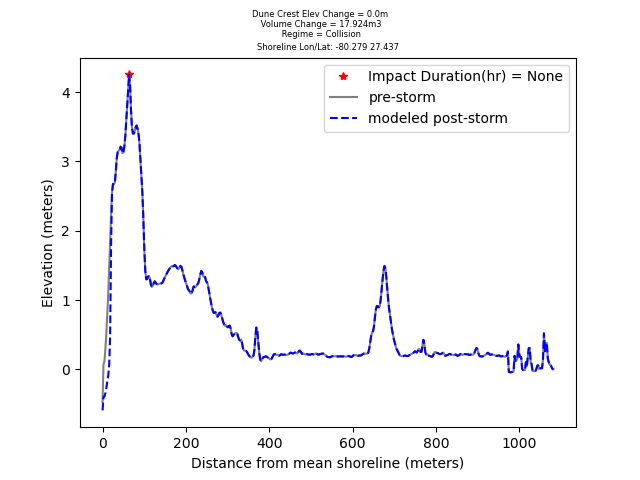 Dune Crest Elev Change = 0.0m
Volume Change = 17.924m3
Regime = Collision
Shoreline Lon/Lat: -80.279 27.437
Impact Duration(hr) = None
pre-storm
modeled post-storm
4
3
2
1
0
Elevation (meters)
0 200 400 600 800 1000
Distance from mean shoreline (meters)